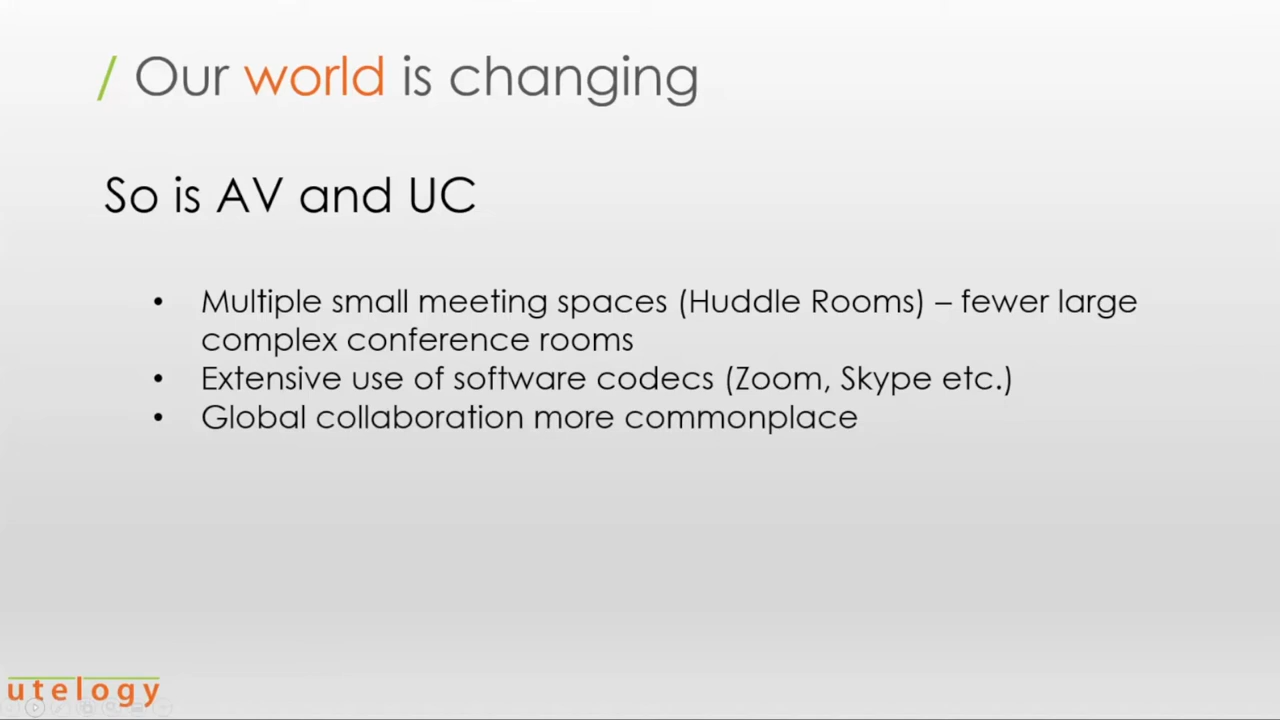 / Our world is changing
So is AV and UC
• Multiple small meeting spaces (Huddle Rooms) – fewer large
complex conference rooms
• Extensive use of software codecs (Zoom, Skype etc.)
• Global collaboration more commonplace
utelogy